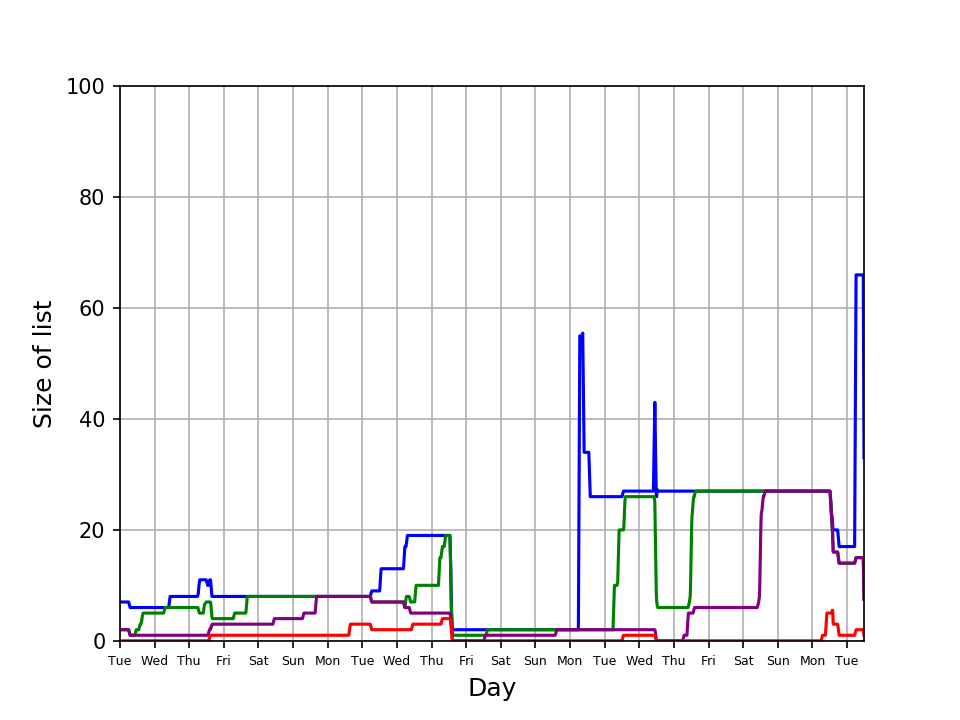 100
80
60
40
20
0
Size of list
Tue Wed Thu Fri Sat Sun Mon Tue Wed Thu Fri Sat Sun Mon Tue Wed Thu Fri Sat Sun Mon Tue
Day